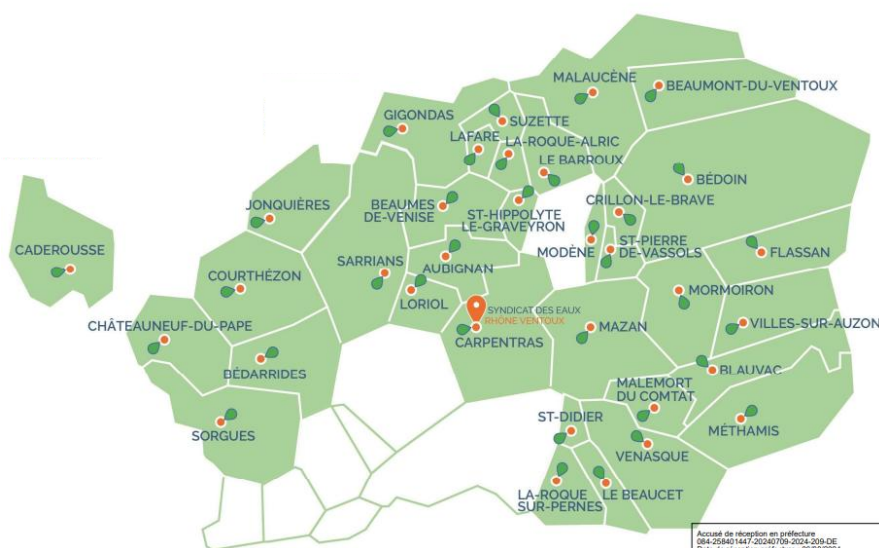 MALAUCÈNE
BEAUMONT-DU-VENTOUX
GIGONDAS
SUZETTE
LAFARE
LA-ROQUE-ALRIC
LE BARROUX
BÉDOIN
JONQUIÈRES
BEAUMES
DE-VENISE
ST-HIPPOLYTE
LE-GRAVEYRON
CRILLON-LE-BRAVE
CADEROUSSE
MODÈNE
ST-PIERRE
DE-VASSOLS
FLASSAN
COURTHÉZON
SARRIANS
AUBIGNAN
LORIOL
MORMOIRON
SYNDICAT DES EAUX
RHÔNE VENTOUX
CARPENTRAS
CHÂTEAUNEUF-DU-PAPE
MAZAN
VILLES-SUR-AUZON
BÉDARRIDES
BLAUVAC
MALEMORT
DU COMTAT
ST-DIDIER
MÉTHAMIS
SORGUES
VENASQUE
LA-ROQUE
SUR-PERNES
LE BEAUCET
Accusé de réception en préfecture
084-258401447-20240709-2024-209-DE